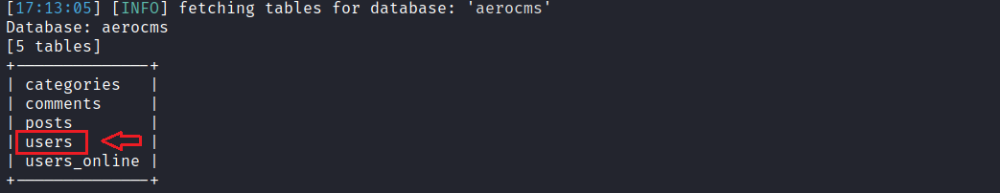 [17:13:05] [INFO] fetching tables for database: 'aerocms'
Database: aerocms
[5 tables]
+--------------+
| categories   |
| comments     |
| posts        |
| users        |
| users_online |
+--------------+